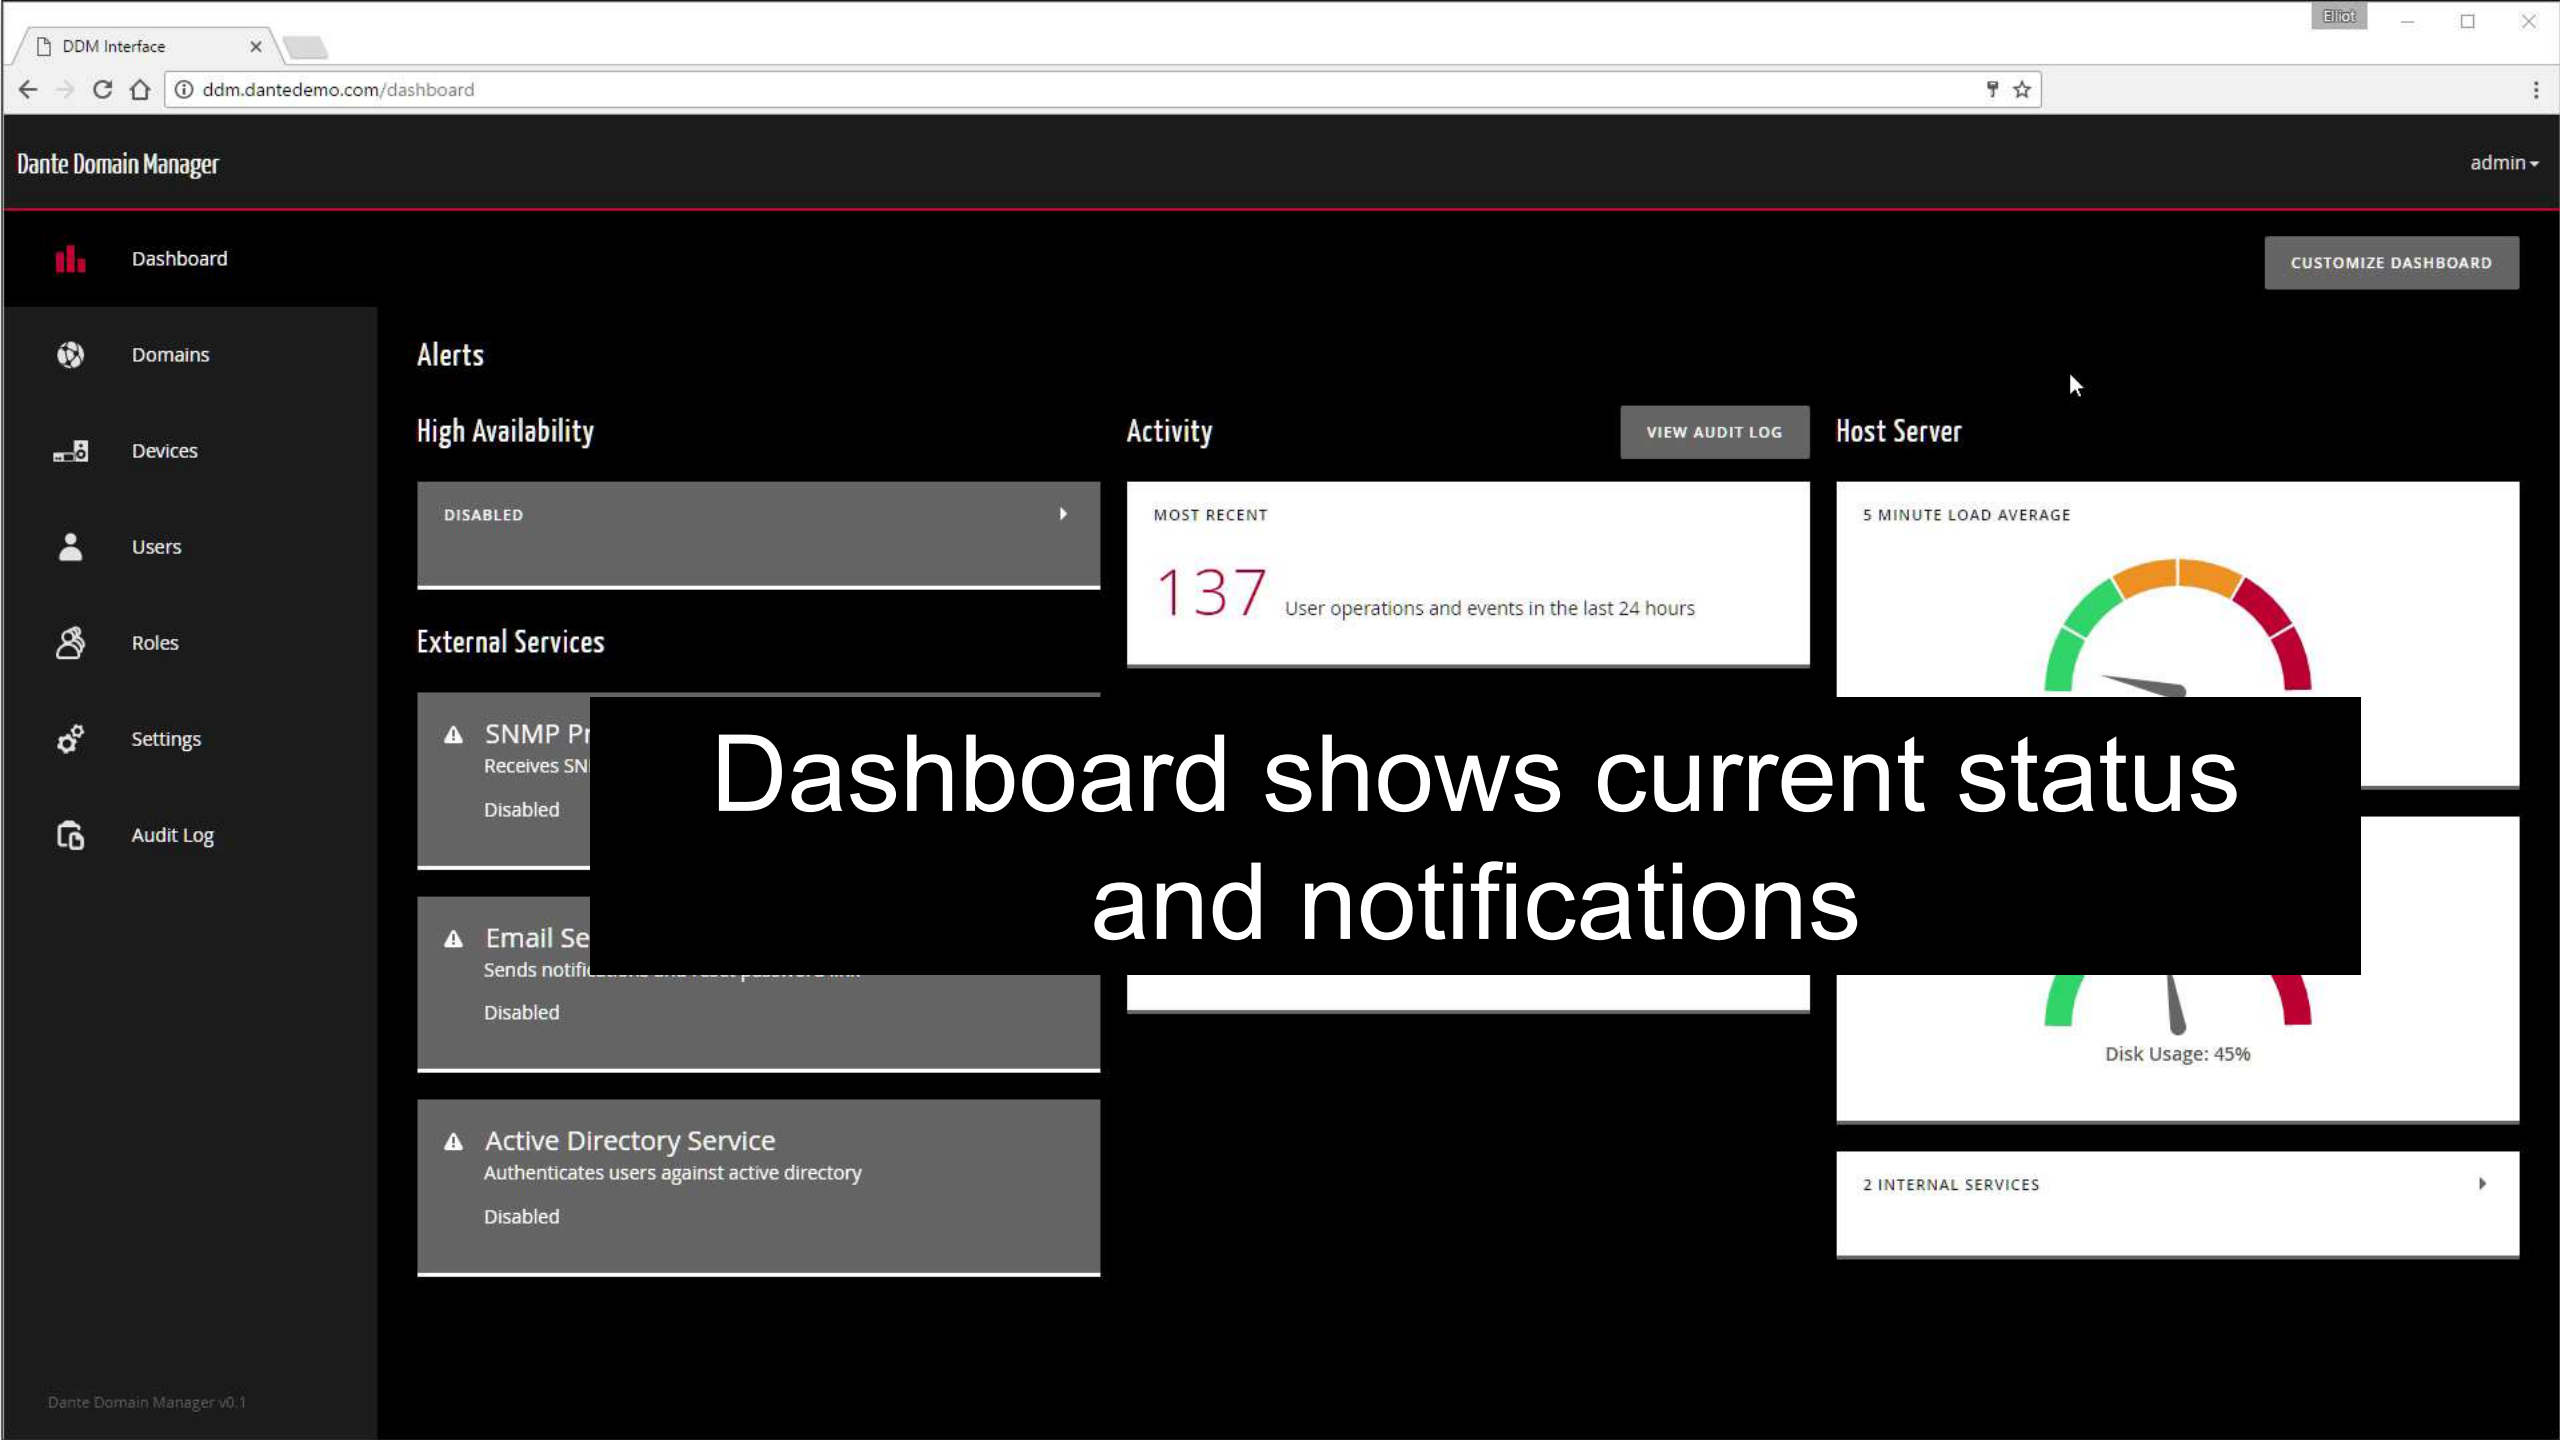 Elliot
DDM Interface
ddm.dantedemo.com/dashboard
Dante Domain Manager
admin
Dashboard
CUSTOMIZE DASHBOARD
Domains
Alerts
Devices
High Availability
Activity
VIEW AUDIT LOG
Host Server
DISABLED
MOST RECENT
5 MINUTE LOAD AVERAGE
Users
137 User operations and events in the last 24 hours
Roles
External Services
Settings
SNMP
Receives
Disabled
Dashboard shows current status
and notifications
Audit Log
Email
Sends
Disabled
Disk Usage: 45%
Active Directory Service
Authenticates users against active directory
Disabled
2 INTERNAL SERVICES
Dante Domain Manager v0.1